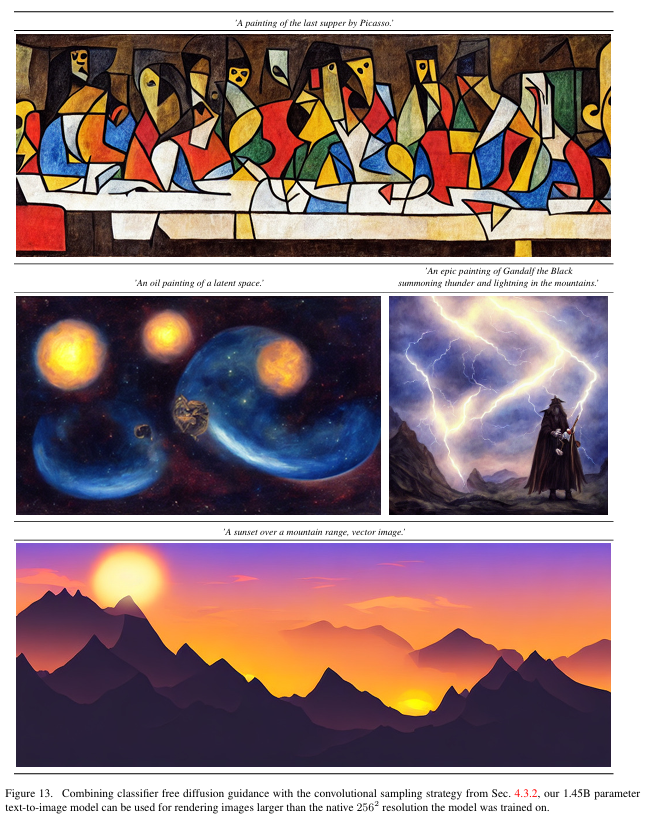 'A painting of the last supper by Picasso.'
'An oil painting of a latent space.'
'An epic painting of Gandalf the Black
summoning thunder and lightning in the mountains.'
'A sunset over a mountain range, vector image.'
Figure 13. Combining classifier free diffusion guidance with the convolutional sampling strategy from Sec. 4.3.2, our 1.45B parameter
text-to-image model can be used for rendering images larger than the native 256² resolution the model was trained on.